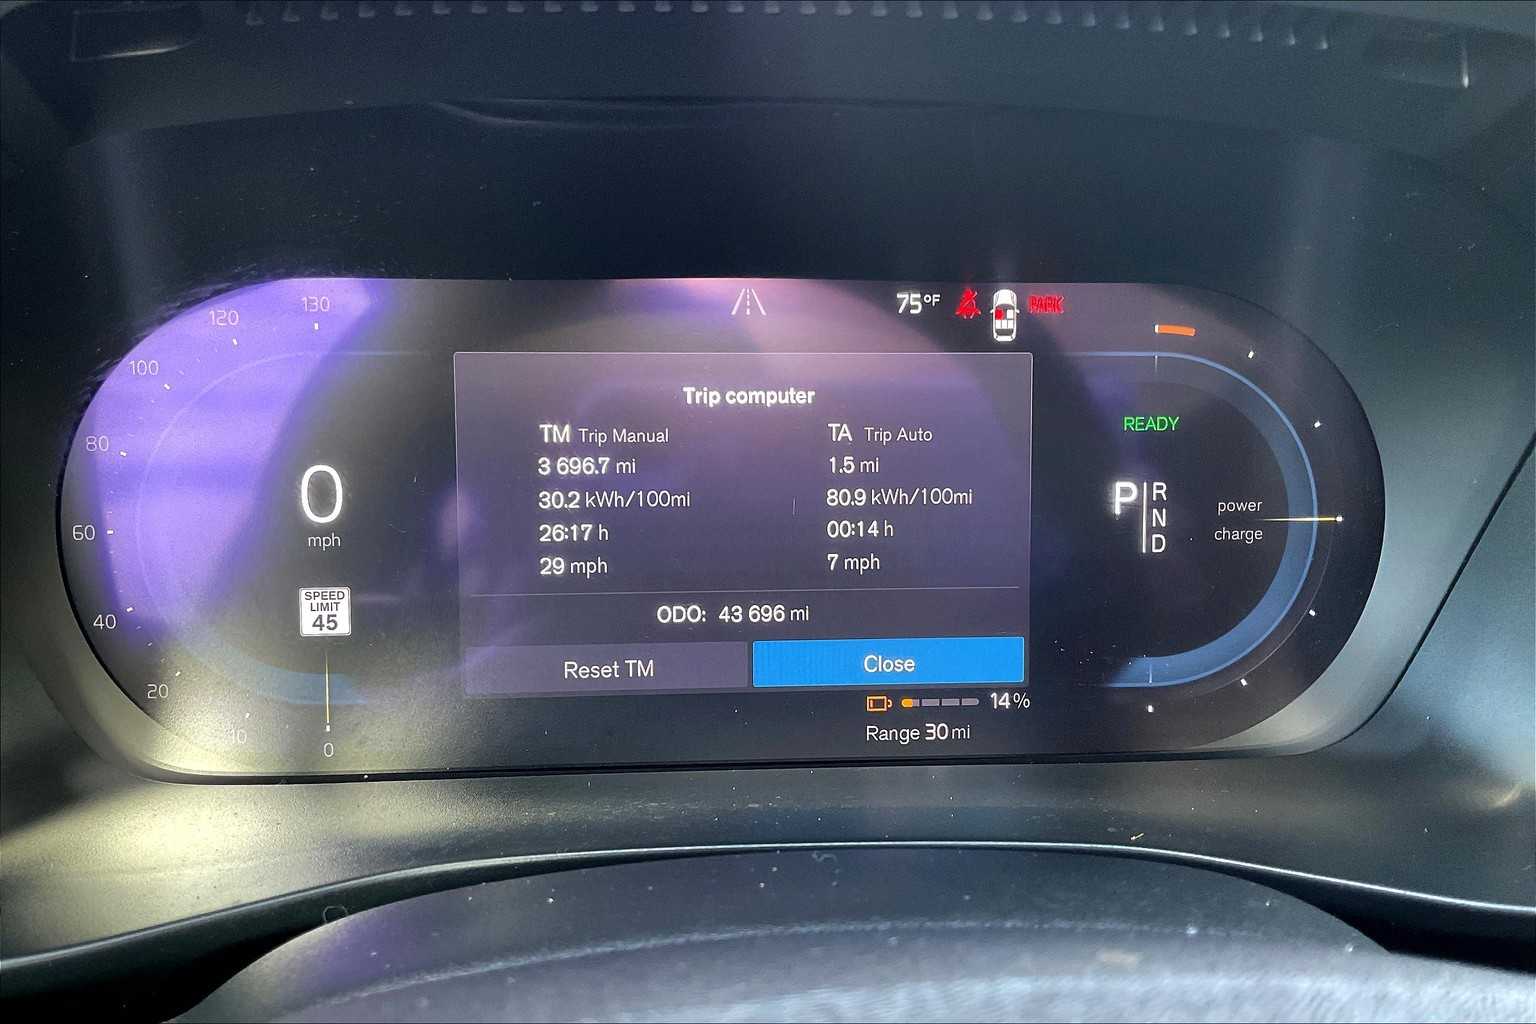 130
120
100
80
60
40
20
10
0
0
mph
SPEED
LIMIT
45
75°F
PARK
Trip computer
TM Trip Manual
3 696.7 mi
30.2 kWh/100mi
26:17 h
29 mph
TA Trip Auto
1.5 mi
80.9 kWh/100mi
00:14 h
7 mph
ODO: 43 696 mi
Reset TM
Close
14%
Range 30 mi
READY
P R
N
D
power
charge